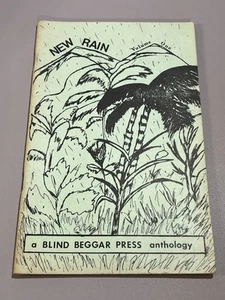 NEW RAIN
Volume One
a BLIND BEGGAR PRESS anthology